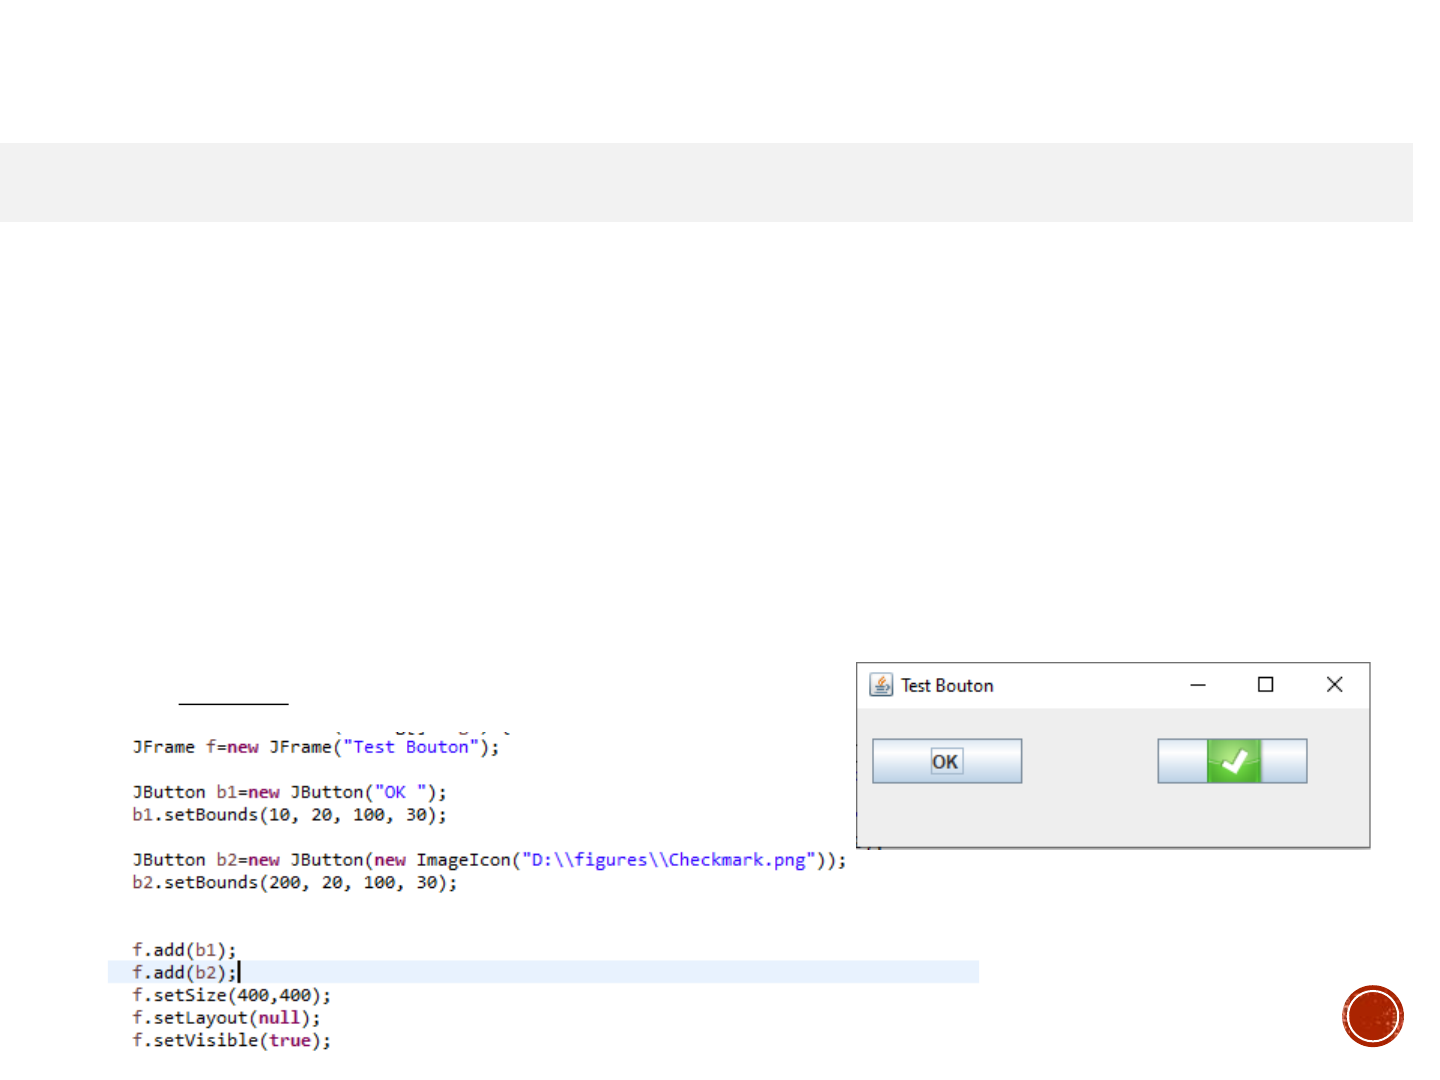 Test Bouton
OK
JFrame f=new JFrame("Test Bouton");
JButton b1=new JButton("OK ");
b1.setBounds(10, 20, 100, 30);
JButton b2=new JButton(new ImageIcon("D:\\figures\\Checkmark.png"));
b2.setBounds(200, 20, 100, 30);
f.add(b1);
f.add(b2);
f.setSize(400,400);
f.setLayout(null);
f.setVisible(true);